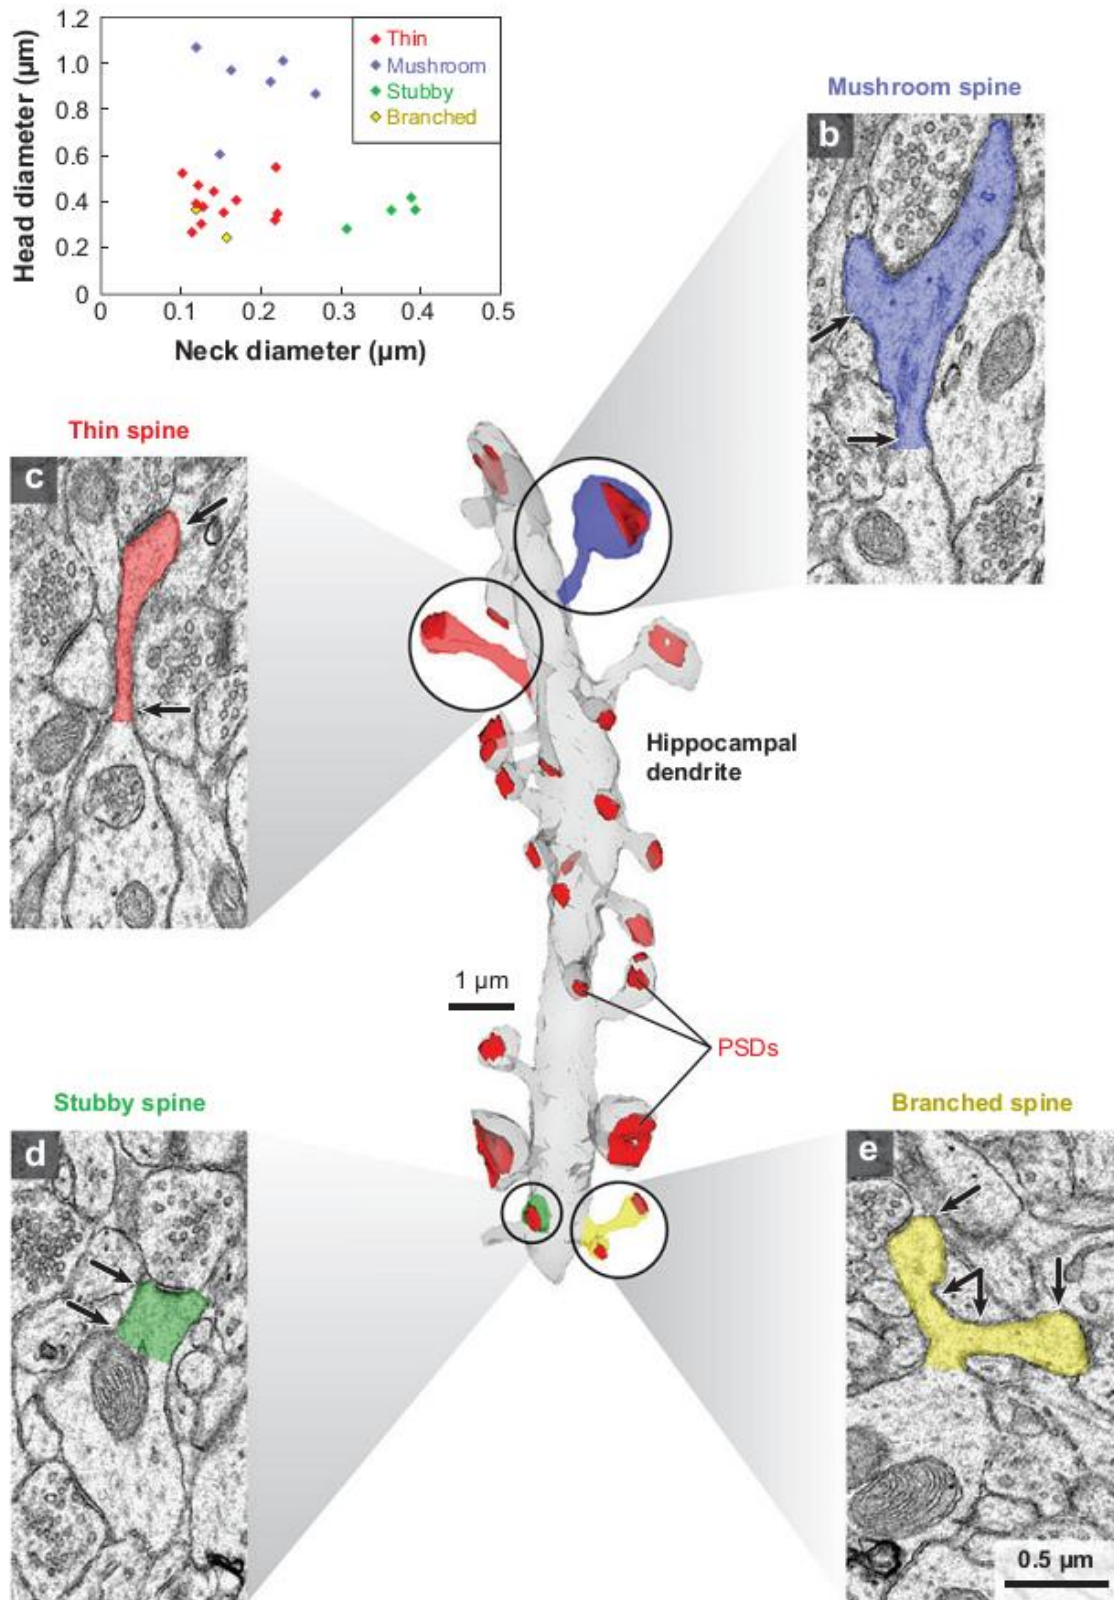 1.2
1.0
0.8
0.6
0.4
0.2
0
Head diameter (µm)
Thin
Mushroom
Stubby
Branched
0 0.1 0.2 0.3 0.4 0.5
Neck diameter (µm)
Mushroom spine
b
Thin spine
c
Hippocampal
dendrite
1 µm
PSDs
Stubby spine
d
Branched spine
e
0.5 µm